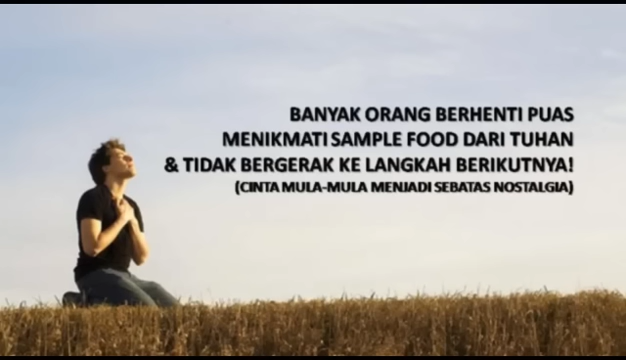 BANYAK ORANG BERHENTI PUAS
MENIKMATI SAMPLE FOOD DARI TUHAN
& TIDAK BERGERAK KE LANGKAH BERIKUTNYA!
(CINTA MULA-MULA MENJADI SEBATAS NOSTALGIA)